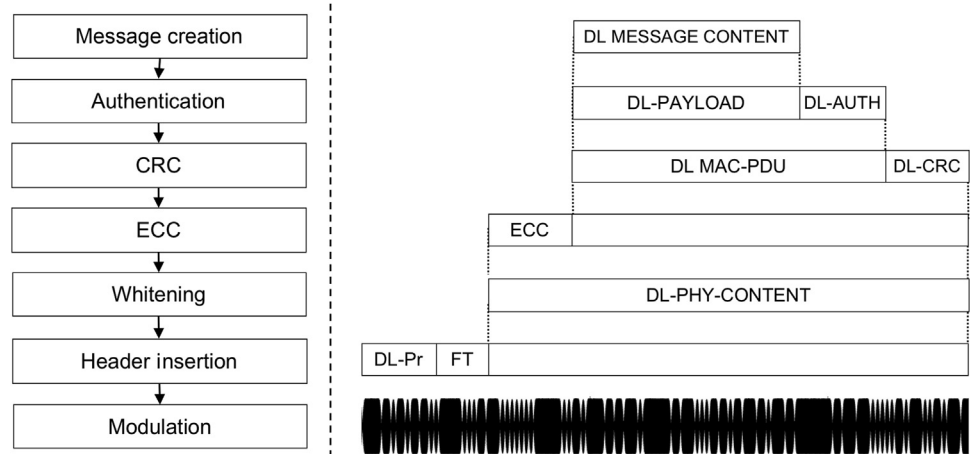 Message creation
Authentication
CRC
ECC
Whitening
Header insertion
Modulation
DL MESSAGE CONTENT
DL-PAYLOAD DL-AUTH
DL MAC-PDU DL-CRC
ECC
DL-PHY-CONTENT
DL-Pr FT